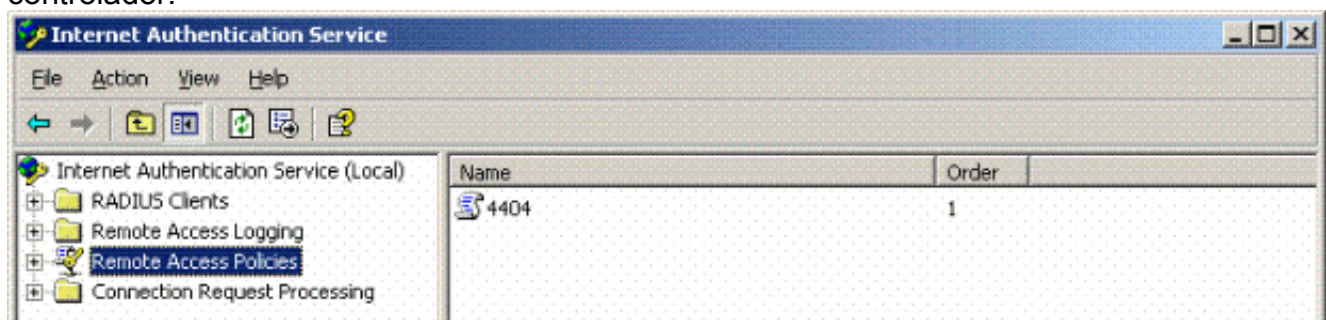 controlador.
Internet Authentication Service
File Action View Help
Internet Authentication Service (Local)
RADIUS Clients
Remote Access Logging
Remote Access Policies
Connection Request Processing
Name Order
4404 1